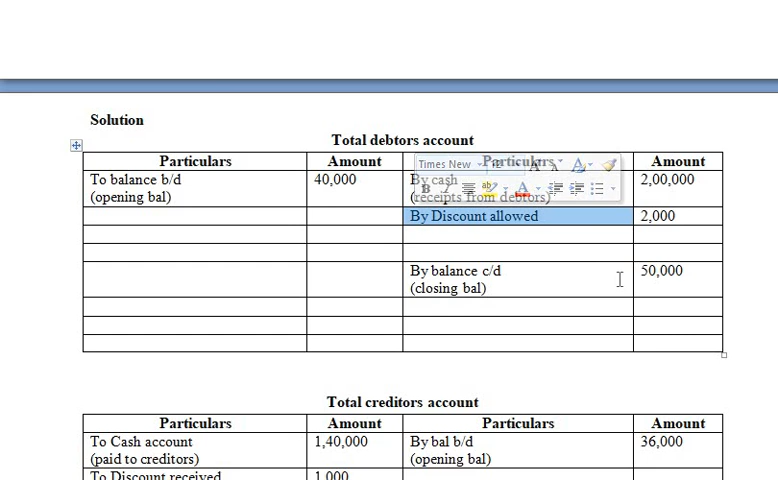 Solution
Total debtors account
Particulars Amount Particulars Amount
To balance b/d 40,000 By cash 2,00,000
(opening bal) (receipts from debtors)
Times New
By Discount allowed 2,000
By balance c/d 50,000
(closing bal)
Total creditors account
Particulars Amount Particulars Amount
To Cash account 1,40,000 By bal b/d 36,000
(paid to creditors) (opening bal)
To Discount received 1,000